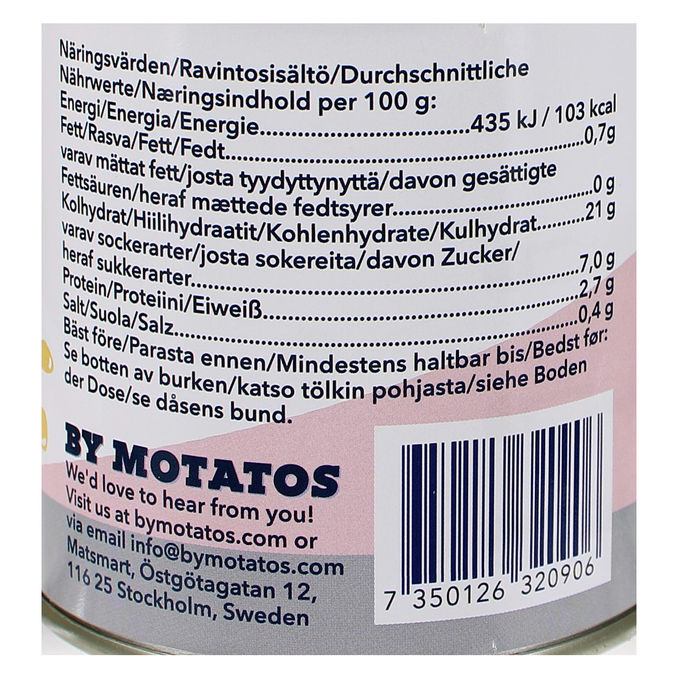 Näringsvärden/Ravintosisältö/Durchschnittliche
Nährwerte/Næringsindhold per 100 g:
Energi/Energia/Energie..............................435 kJ / 103 kcal
Fett/Rasva/Fett/Fedt...................................................0,7g
varav mättat fett/josta tyydyttynyttä/davon gesättigte
Fettsäuren/heraf mættede fedtsyrer.............................0 g
Kolhydrat/Hiilihydraatit/Kohlenhydrate/Kulhydrat.......21 g
varav sockerarter/josta sokereita/davon Zucker/
heraf sukkerarter.......................................................7,0 g
Protein/Proteiini/Eiweiß.............................................2,7 g
Salt/Suola/Salz..........................................................0,4 g
Bäst före/Parasta ennen/Mindestens haltbar bis/Bedst før:
Se botten av burken/katso tölkin pohjasta/siehe Boden
der Dose/se dåsens bund.
BY MOTATOS
We'd love to hear from you!
Visit us at bymotatos.com or
via email info@bymotatos.com
Matsmart, Östgötagatan 12,
116 25 Stockholm, Sweden
7 350126 320906